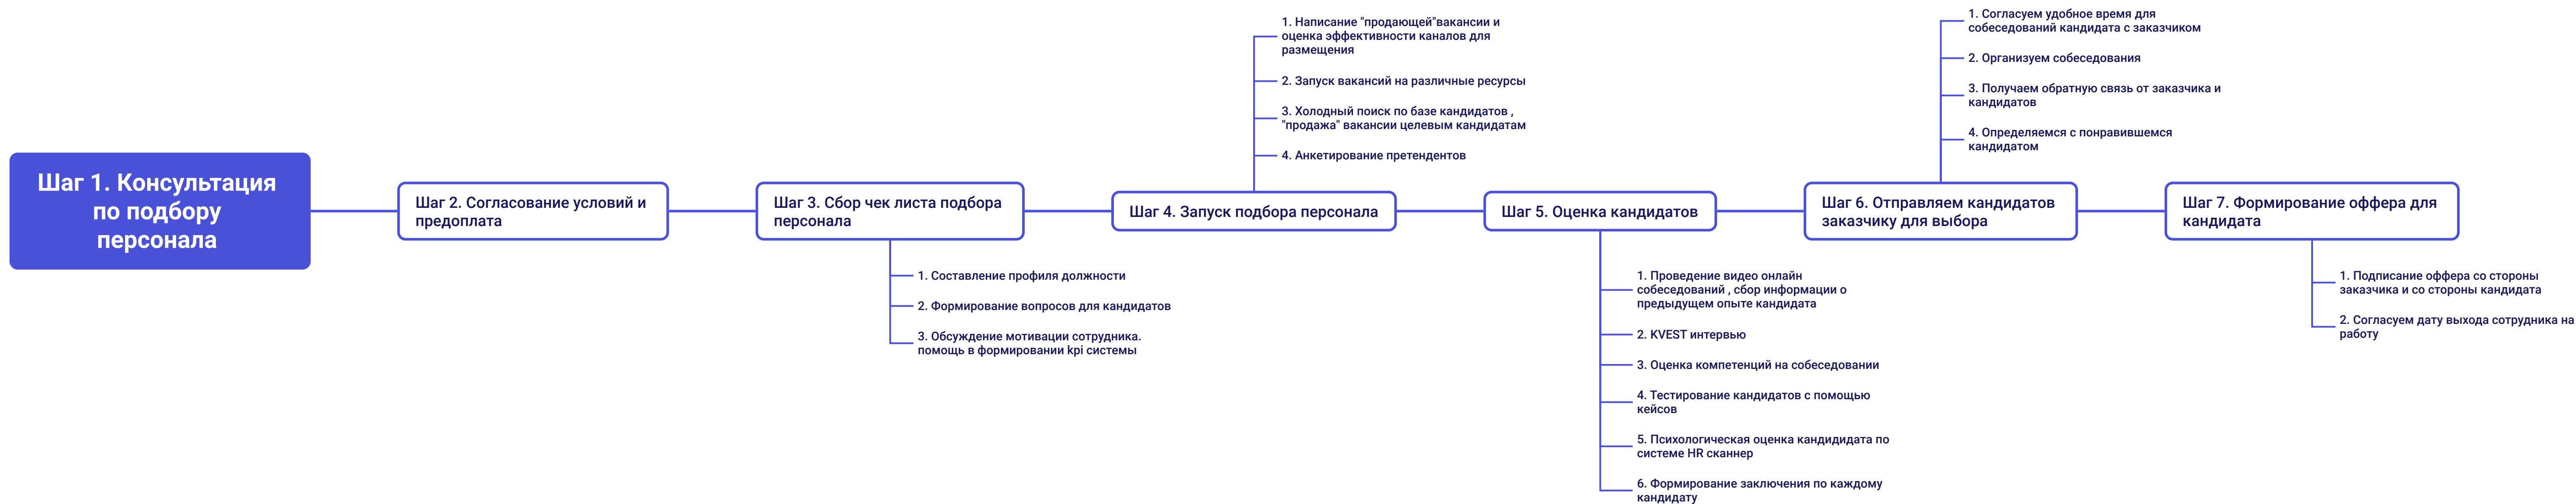 Шаг 1. Консультация
по подбору
персонала
Шаг 2. Согласование условий и
предоплата
Шаг 3. Сбор чек листа подбора
персонала
1. Составление профиля должности
2. Формирование вопросов для кандидатов
3. Обсуждение мотивации сотрудника.
помощь в формировании kpi системы
1. Написание "продающей"вакансии и
оценка эффективности каналов для
размещения
2. Запуск вакансий на различные ресурсы
3. Холодный поиск по базе кандидатов ,
"продажа" вакансии целевым кандидатам
4. Анкетирование претендентов
Шаг 4. Запуск подбора персонала
Шаг 5. Оценка кандидатов
1. Проведение видео онлайн
собеседований , сбор информации о
предыдущем опыте кандидата
2. KVEST интервью
3. Оценка компетенций на собеседовании
4. Тестирование кандидатов с помощью
кейсов
5. Психологическая оценка кандидидата по
системе HR сканнер
6. Формирование заключения по каждому
кандидату
1. Согласуем удобное время для
собеседований кандидата с заказчиком
2. Организуем собеседования
3. Получаем обратную связь от заказчика и
кандидатов
4. Определяемся с понравившемся
кандидатом
Шаг 6. Отправляем кандидатов
заказчику для выбора
Шаг 7. Формирование оффера для
кандидата
1. Подписание оффера со стороны
заказчика и со стороны кандидата
2. Согласуем дату выхода сотрудника на
работу